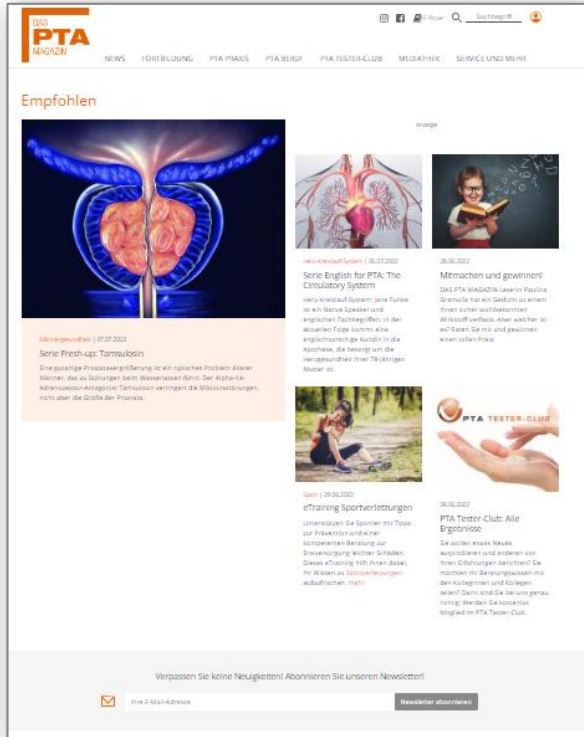 DAS
PTA
MAGAZIN
E-Paper
Suchbegriff
NEWS FORTBILDUNG PTA PRAXIS PTA BERUF PTA TESTER-CLUB MEDIATHEK SERVICE UND MEHR
Empfohlen
Männergesundheit | 07.07.2022
Serie Fresh-up: Tamsulosin
Eine gutartige Prostatavergrößerung ist ein typisches Problem älterer
Männer, das zu Störungen beim Wasserlassen führt. Der Alpha-1A-
Adrenozeptor-Antagonist Tamsulosin verringert die Miktionsstörungen,
nicht aber die Größe der Prostata.
Anzeige
Herz-Kreislauf-System | 06.07.2022
Serie English for PTA: The
Circulatory System
Herz-Kreislauf-System: Jane Funke
ist ein Native Speaker und
englischen Fachbegriffen. In der
aktuellen Folge kommt eine
englischsprachige Kundin in die
Apotheke, die besorgt um die
Herzgesundheit ihrer 78-jährigen
Mutter ist.
28.06.2022
Mitmachen und gewinnen!
DAS PTA MAGAZIN-Leserin Paulina
Gramulla hat ein Gedicht zu einem
Ihnen sicher wohlbekannten
Wirkstoff verfasst. Aber welcher ist
es? Raten Sie mit und gewinnen
einen tollen Preis!
Sport | 29.06.2022
eTraining Sportverletzungen
Unterstützen Sie Sportler mit Tipps
zur Prävention und einer
kompetenten Beratung zur
Erstversorgung leichter Schäden.
Dieses eTraining hilft Ihnen dabei,
Ihr Wissen zu Sportverletzungen
aufzufrischen. mehr
PTA TESTER-CLUB
28.06.2022
PTA Tester-Club: Alle
Ergebnisse
Sie wollen etwas Neues
ausprobieren und anderen von
Ihren Erfahrungen berichten? Sie
möchten Ihr Beratungswissen mit
den Kolleginnen und Kollegen
teilen? Dann sind Sie bei uns genau
richtig: Werden Sie kostenlos
Mitglied im PTA Tester-Club.
Verpassen Sie keine Neuigkeiten! Abonnieren Sie unseren Newsletter!
Ihre E-Mail-Adresse
Newsletter abonnieren